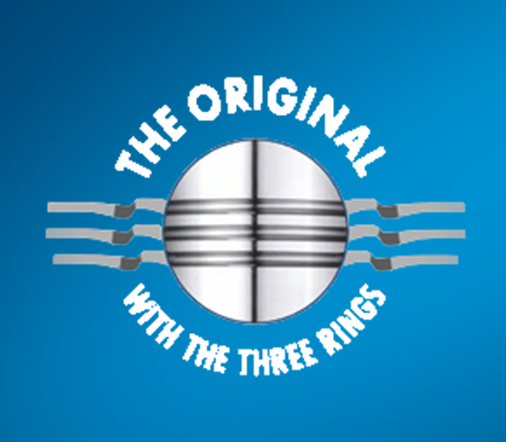 THE ORIGINAL
WITH THE THREE RINGS